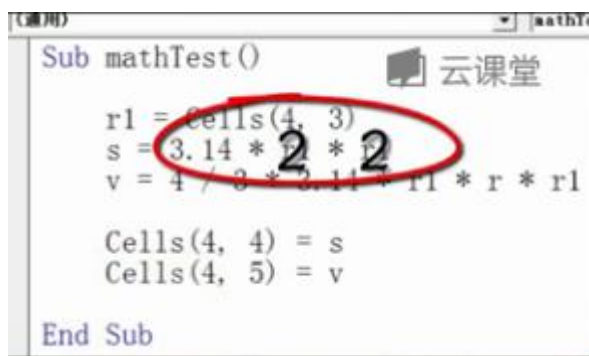 (通用)
mathTe
Sub mathTest()
云课堂
r1 = Cells(4, 3)
s = 3.14 * 2 * 2
v = 4 / 3 * 3.14 * r1 * r * r1
Cells(4, 4) = s
Cells(4, 5) = v
End Sub